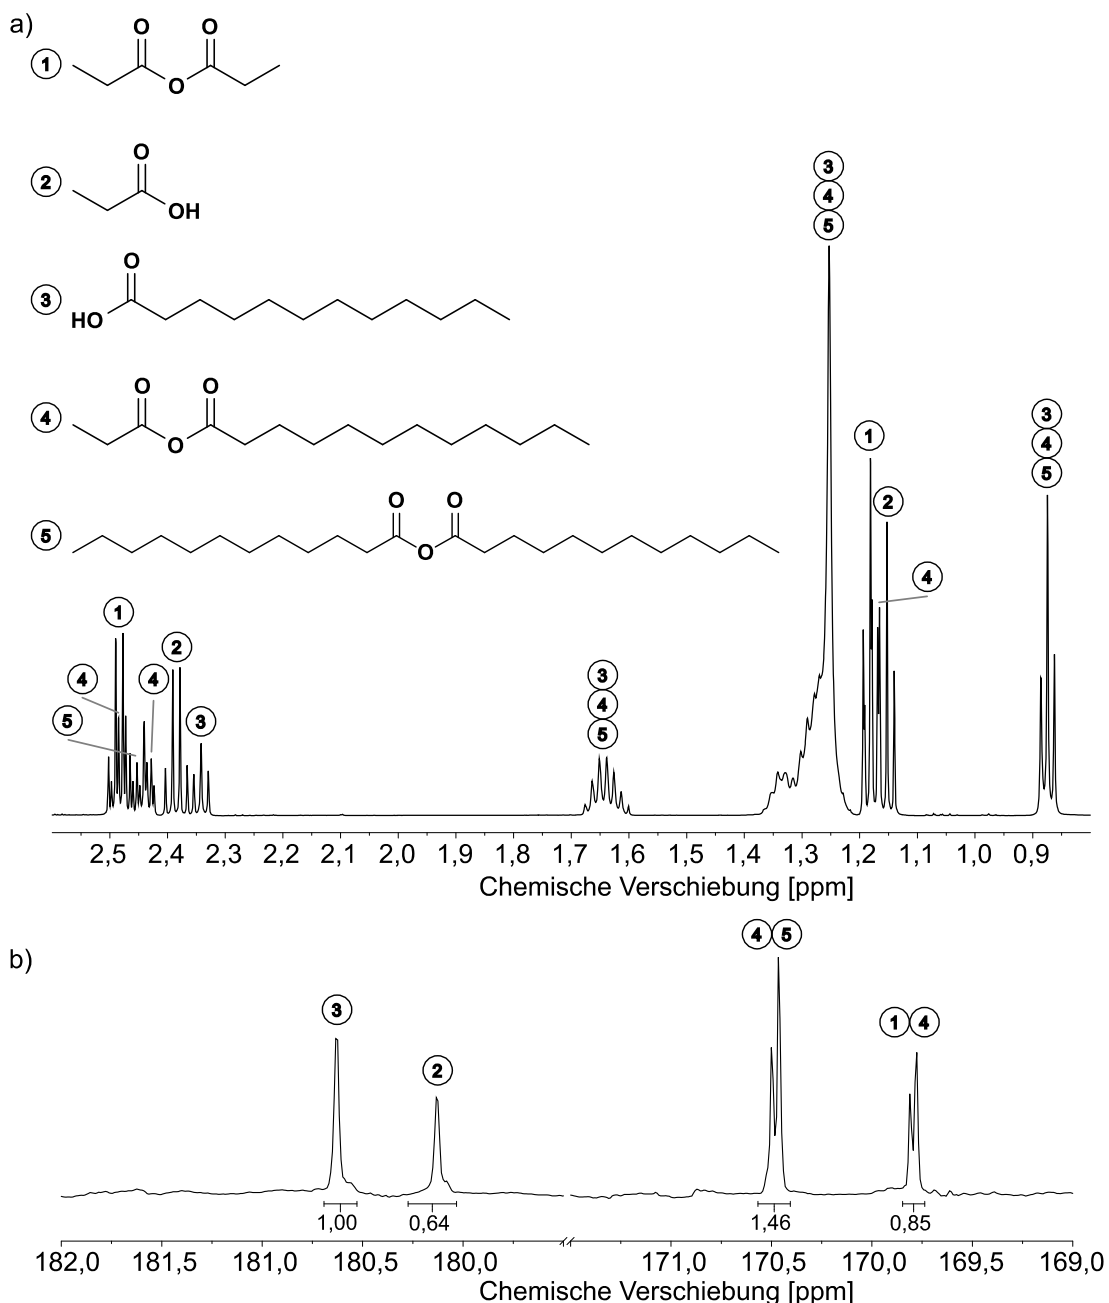 a)
O O
1
O
O
2
OH
3
4
5
O
3
HO
O O
1
3
4
5
2
4
O
O O
4
5
O
1
2
4
4
3
5
3
4
5
2,5 2,4 2,3 2,2 2,1 2,0 1,9 1,8 1,7 1,6 1,5 1,4 1,3 1,2 1,1 1,0 0,9
Chemische Verschiebung [ppm]
b)
4 5
3
1 4
2
1,00 0,64 1,46 0,85
182,0 181,5 181,0 180,5 180,0 171,0 170,5 170,0 169,5 169,0
Chemische Verschiebung [ppm]